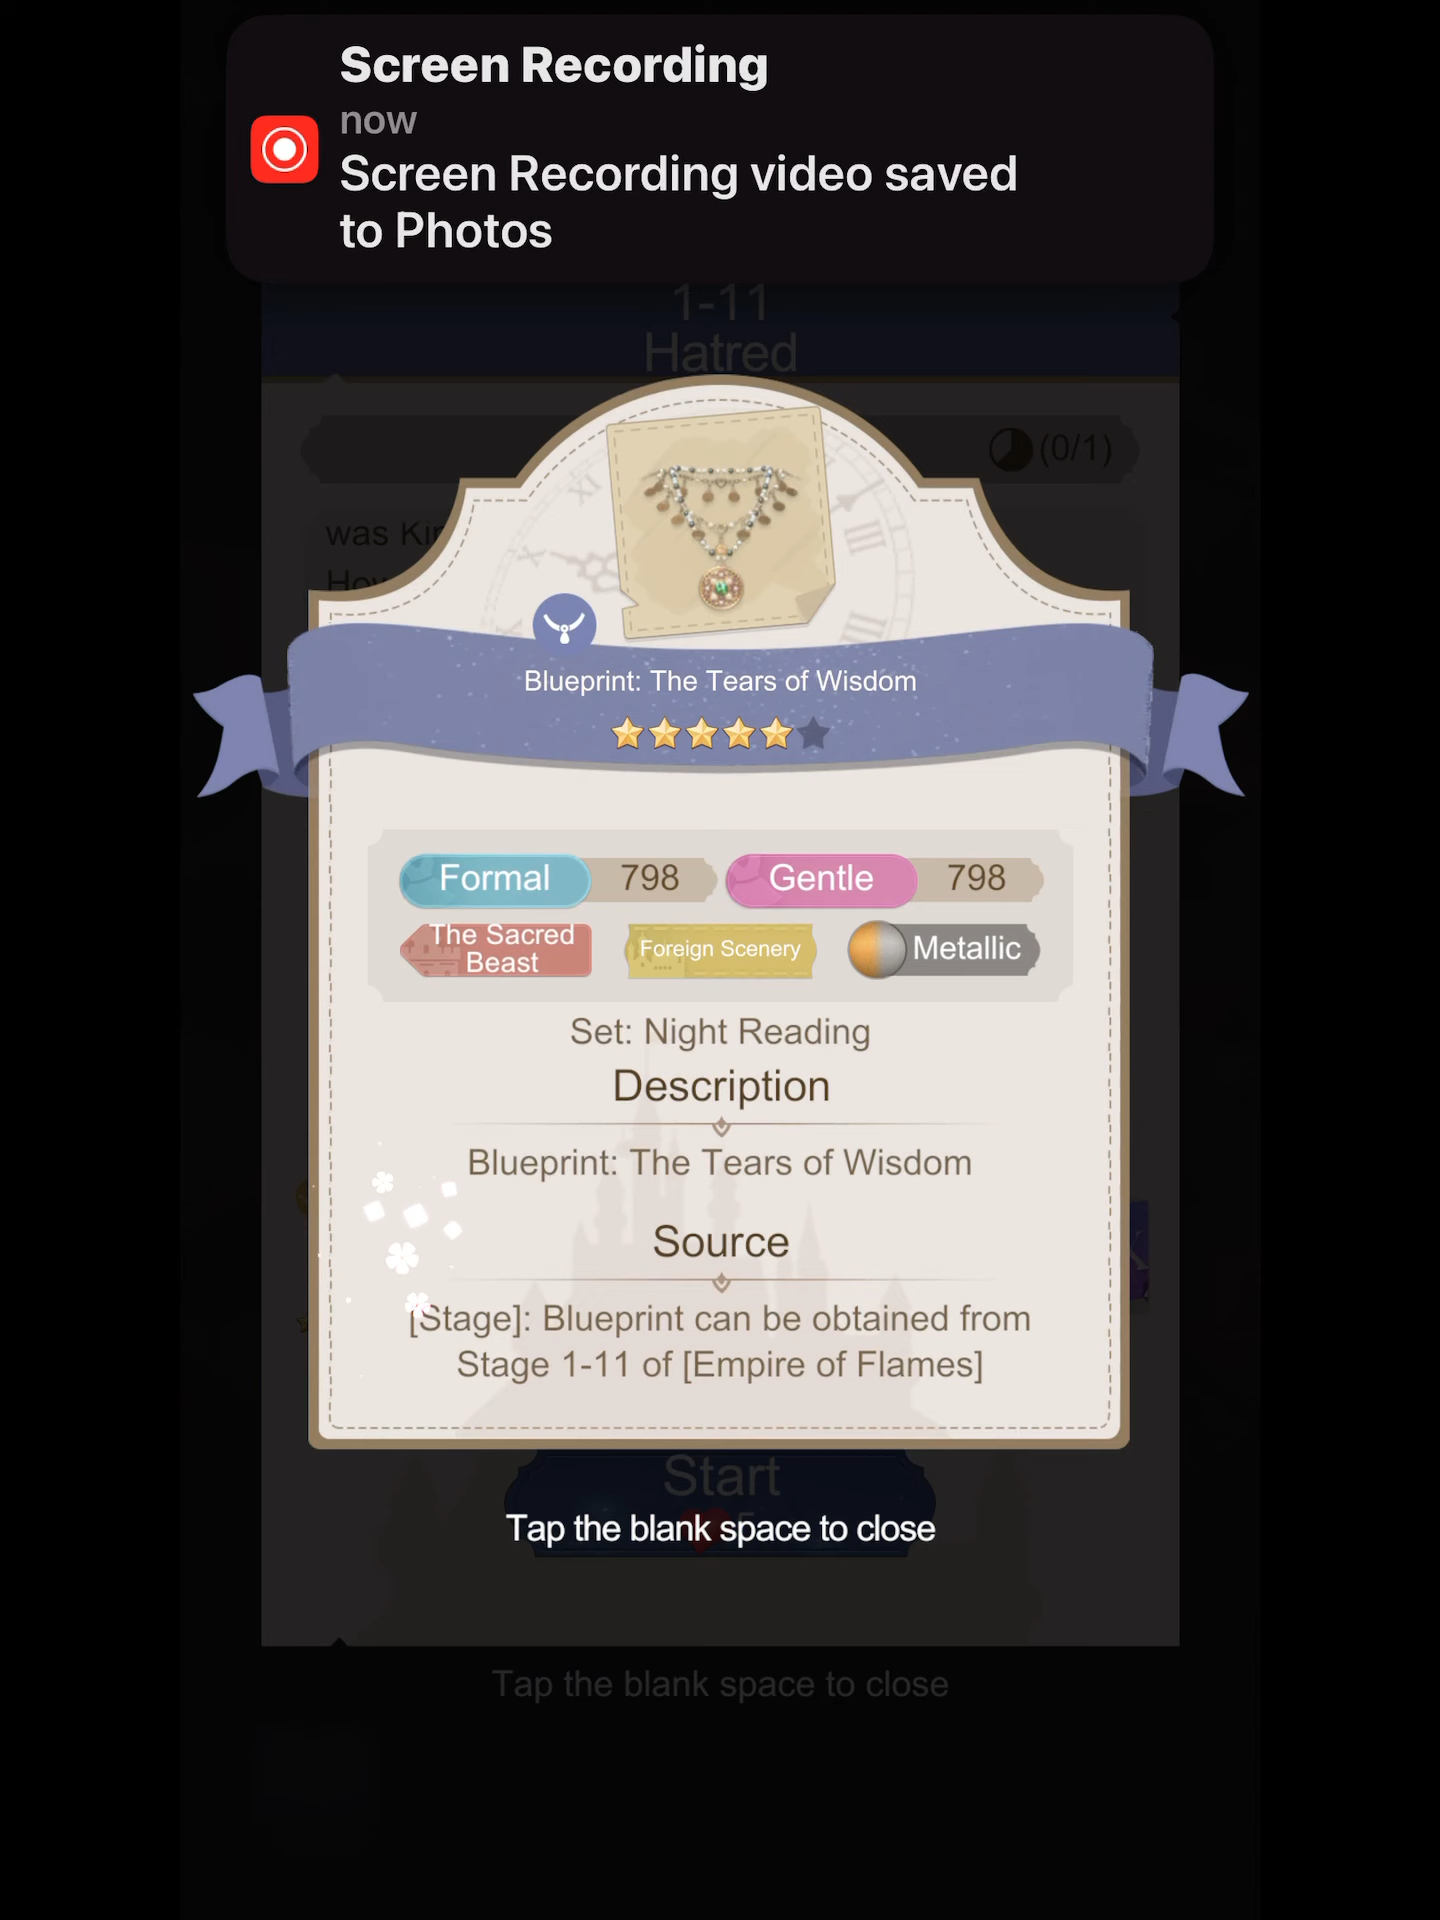 Screen Recording
now
Screen Recording video saved
to Photos
1-11
Hatred
(0/1)
was Kin
How
Blueprint: The Tears of Wisdom
Formal 798 Gentle 798
The Sacred
Beast
Foreign Scenery
Metallic
Set: Night Reading
Description
Blueprint: The Tears of Wisdom
Source
[Stage]: Blueprint can be obtained from
Stage 1-11 of [Empire of Flames]
Start
Tap the blank space to close
Tap the blank space to close